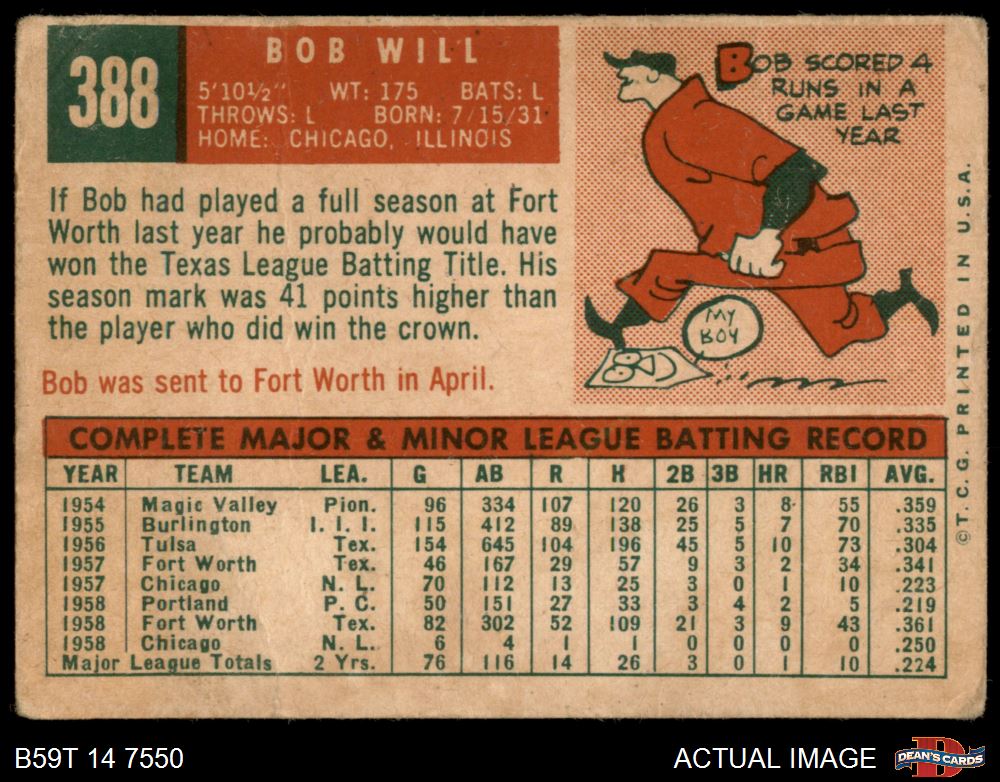 388
BOB WILL
5'10½" WT: 175 BATS: L
THROWS: L BORN: 7/15/31
HOME: CHICAGO, ILLINOIS
If Bob had played a full season at Fort
Worth last year he probably would have
won the Texas League Batting Title. His
season mark was 41 points higher than
the player who did win the crown.
Bob was sent to Fort Worth in April.
BOB SCORED 4
RUNS IN A
GAME LAST
YEAR
MY
BOY
© T. C. G. PRINTED IN U.S.A.
COMPLETE MAJOR & MINOR LEAGUE BATTING RECORD
YEAR TEAM LEA. G AB R H 2B 3B HR RBI AVG.
1954 Magic Valley Pion. 96 334 107 120 26 3 8 55 .359
1955 Burlington I. I. I. 115 412 89 138 25 5 7 70 .335
1956 Tulsa Tex. 154 645 104 196 45 5 10 73 .304
1957 Fort Worth Tex. 46 167 29 57 9 3 2 34 .341
1957 Chicago N. L. 70 112 13 25 3 0 1 10 .223
1958 Portland P. C. 50 151 27 33 3 4 2 5 .219
1958 Fort Worth Tex. 82 302 52 109 21 3 9 43 .361
1958 Chicago N. L. 6 4 1 1 0 0 0 0 .250
Major League Totals 2 Yrs. 76 116 14 26 3 0 1 10 .224
B59T 14 7550
ACTUAL IMAGE
DEAN'S CARDS